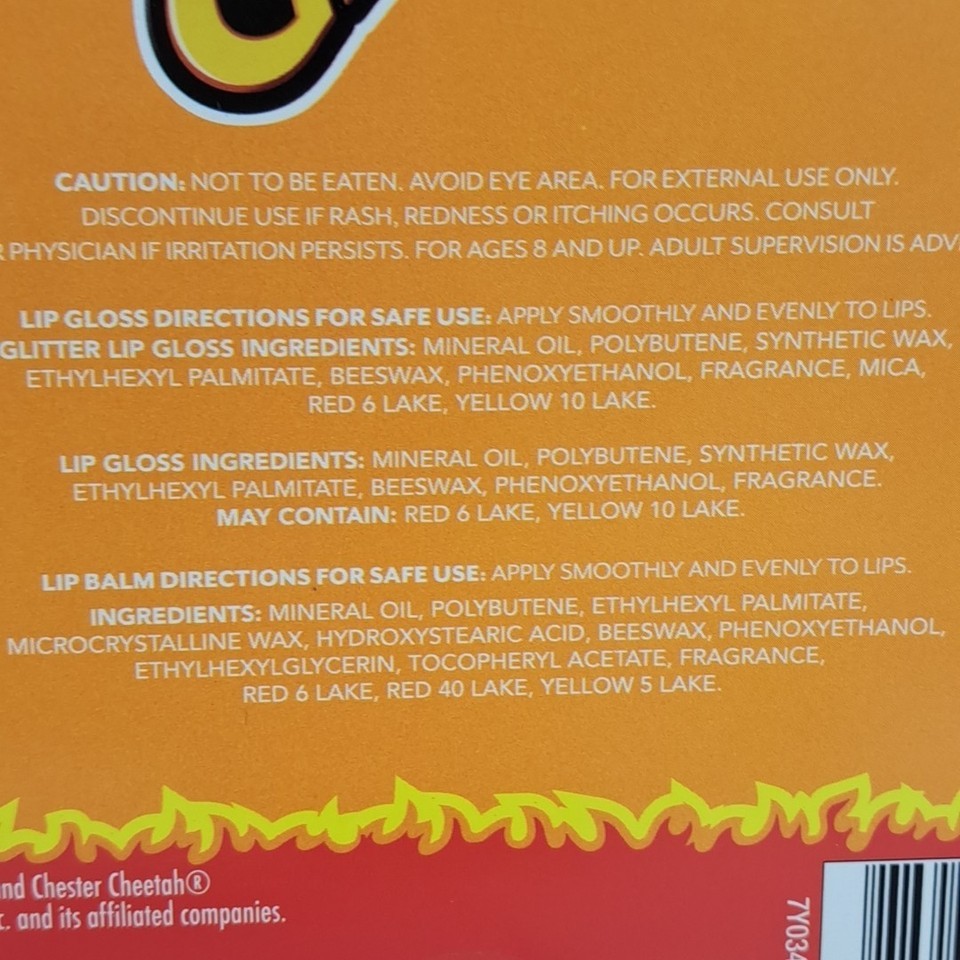 CAUTION: NOT TO BE EATEN. AVOID EYE AREA. FOR EXTERNAL USE ONLY.
DISCONTINUE USE IF RASH, REDNESS OR ITCHING OCCURS. CONSULT
PHYSICIAN IF IRRITATION PERSISTS. FOR AGES 8 AND UP. ADULT SUPERVISION IS
LIP GLOSS DIRECTIONS FOR SAFE USE: APPLY SMOOTHLY AND EVENLY TO LIPS.
GLITTER LIP GLOSS INGREDIENTS: MINERAL OIL, POLYBUTENE, SYNTHETIC WAX,
ETHYLHEXYL PALMITATE, BEESWAX, PHENOXYETHANOL, FRAGRANCE, MICA,
RED 6 LAKE, YELLOW 10 LAKE.
LIP GLOSS INGREDIENTS: MINERAL OIL, POLYBUTENE, SYNTHETIC WAX,
ETHYLHEXYL PALMITATE, BEESWAX, PHENOXYETHANOL, FRAGRANCE.
MAY CONTAIN: RED 6 LAKE, YELLOW 10 LAKE.
LIP BALM DIRECTIONS FOR SAFE USE: APPLY SMOOTHLY AND EVENLY TO LIPS.
INGREDIENTS: MINERAL OIL, POLYBUTENE, ETHYLHEXYL PALMITATE,
MICROCRYSTALLINE WAX, HYDROXYSTEARIC ACID, BEESWAX, PHENOXYETHANOL,
ETHYLHEXYLGLYCERIN, TOCOPHERYL ACETATE, FRAGRANCE,
RED 6 LAKE, RED 40 LAKE, YELLOW 5 LAKE.
Chester Cheetah®
and its affiliated companies.